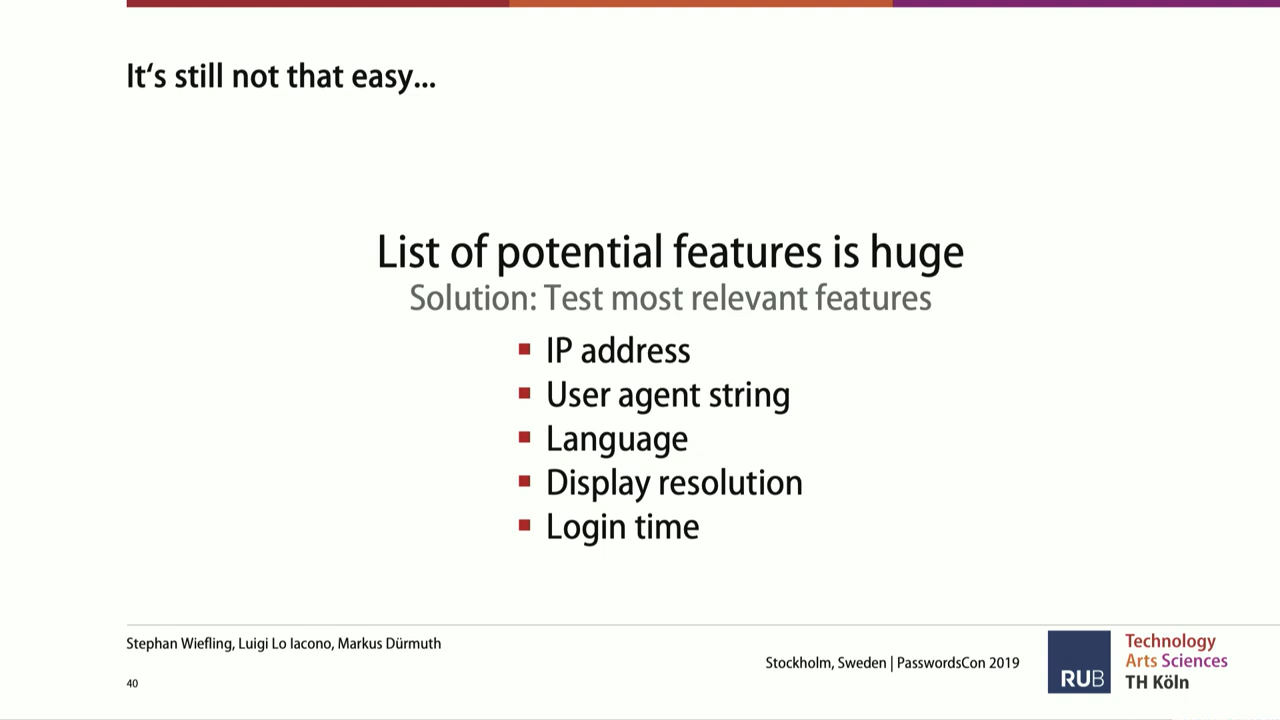 It‘s still not that easy...
List of potential features is huge
Solution: Test most relevant features
▪ IP address
▪ User agent string
▪ Language
▪ Display resolution
▪ Login time
Stephan Wiefling, Luigi Lo Iacono, Markus Dürmuth
Stockholm, Sweden | PasswordsCon 2019
40
RUB
Technology
Arts Sciences
TH Köln